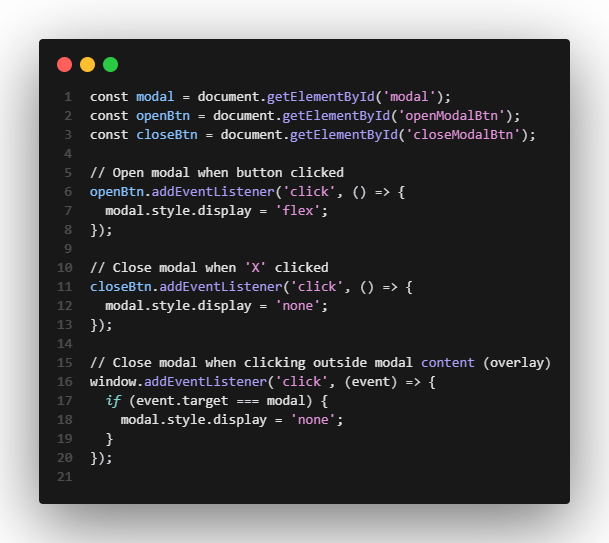 1 const modal = document.getElementById('modal');
2 const openBtn = document.getElementById('openModalBtn');
3 const closeBtn = document.getElementById('closeModalBtn');
4
5 // Open modal when button clicked
6 openBtn.addEventListener('click', () => {
7   modal.style.display = 'flex';
8 });
9
10 // Close modal when 'X' clicked
11 closeBtn.addEventListener('click', () => {
12   modal.style.display = 'none';
13 });
14
15 // Close modal when clicking outside modal content (overlay)
16 window.addEventListener('click', (event) => {
17   if (event.target === modal) {
18     modal.style.display = 'none';
19   }
20 });
21